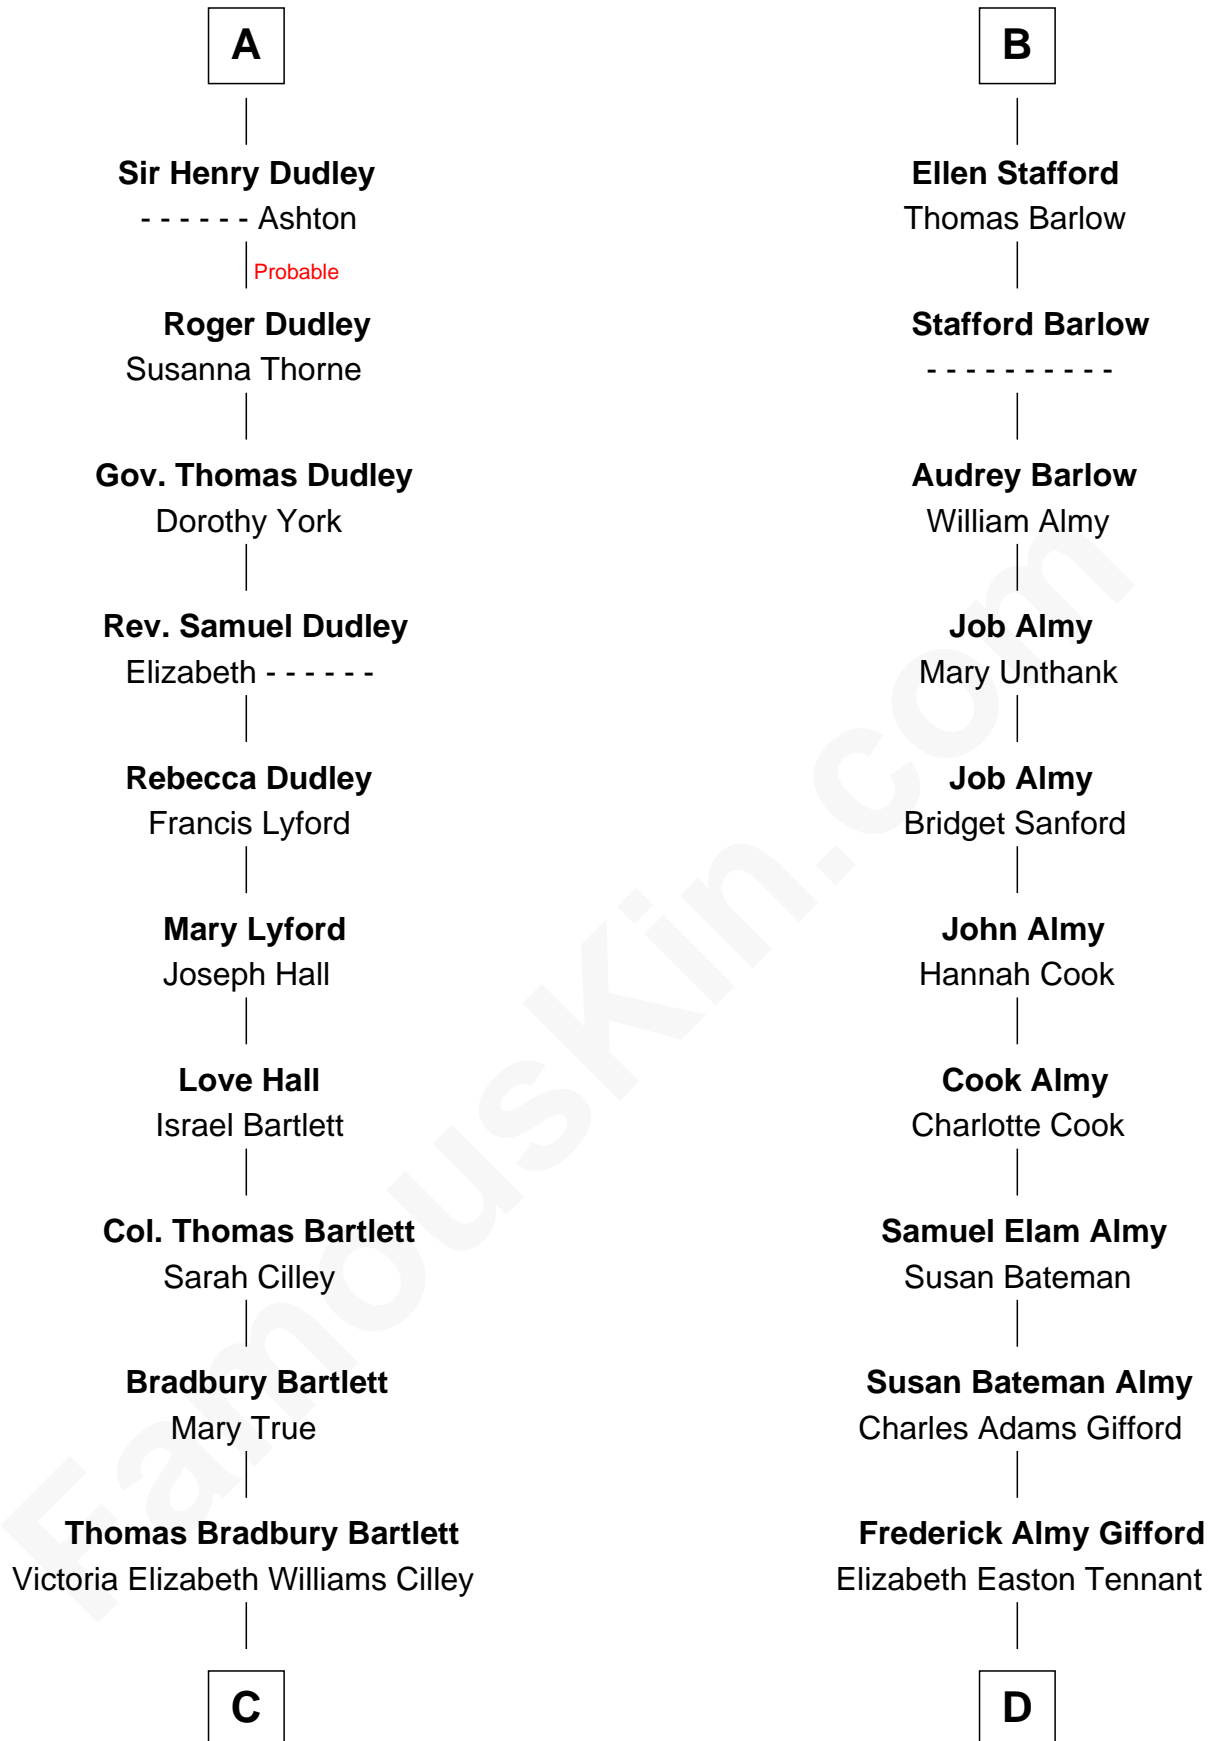 A
Sir Henry Dudley
- - - - - - Ashton
Probable
Roger Dudley
Susanna Thorne
Gov. Thomas Dudley
Dorothy York
Rev. Samuel Dudley
Elizabeth - - - - - -
Rebecca Dudley
Francis Lyford
Mary Lyford
Joseph Hall
Love Hall
Israel Bartlett
Col. Thomas Bartlett
Sarah Cilley
Bradbury Bartlett
Mary True
Thomas Bradbury Bartlett
Victoria Elizabeth Williams Cilley
C
B
Ellen Stafford
Thomas Barlow
Stafford Barlow
- - - - - - - - - -
Audrey Barlow
William Almy
Job Almy
Mary Unthank
Job Almy
Bridget Sanford
John Almy
Hannah Cook
Cook Almy
Charlotte Cook
Samuel Elam Almy
Susan Bateman
Susan Bateman Almy
Charles Adams Gifford
Frederick Almy Gifford
Elizabeth Easton Tennant
D
FamousKin.com